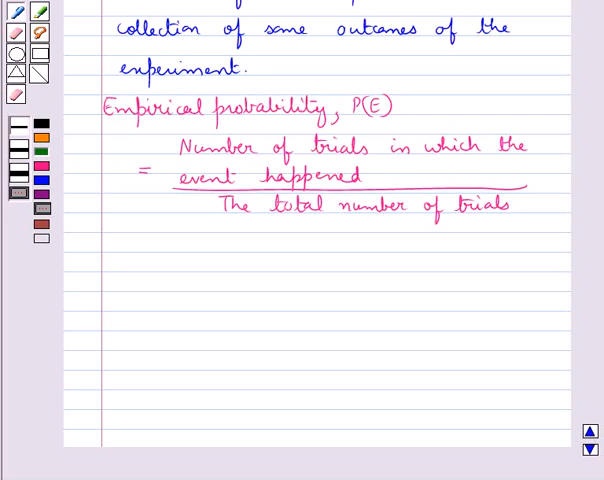 collection of some outcomes of the
experiment.
Empirical probability, P(E)
Number of trials in which the
= event happened
The total number of trials